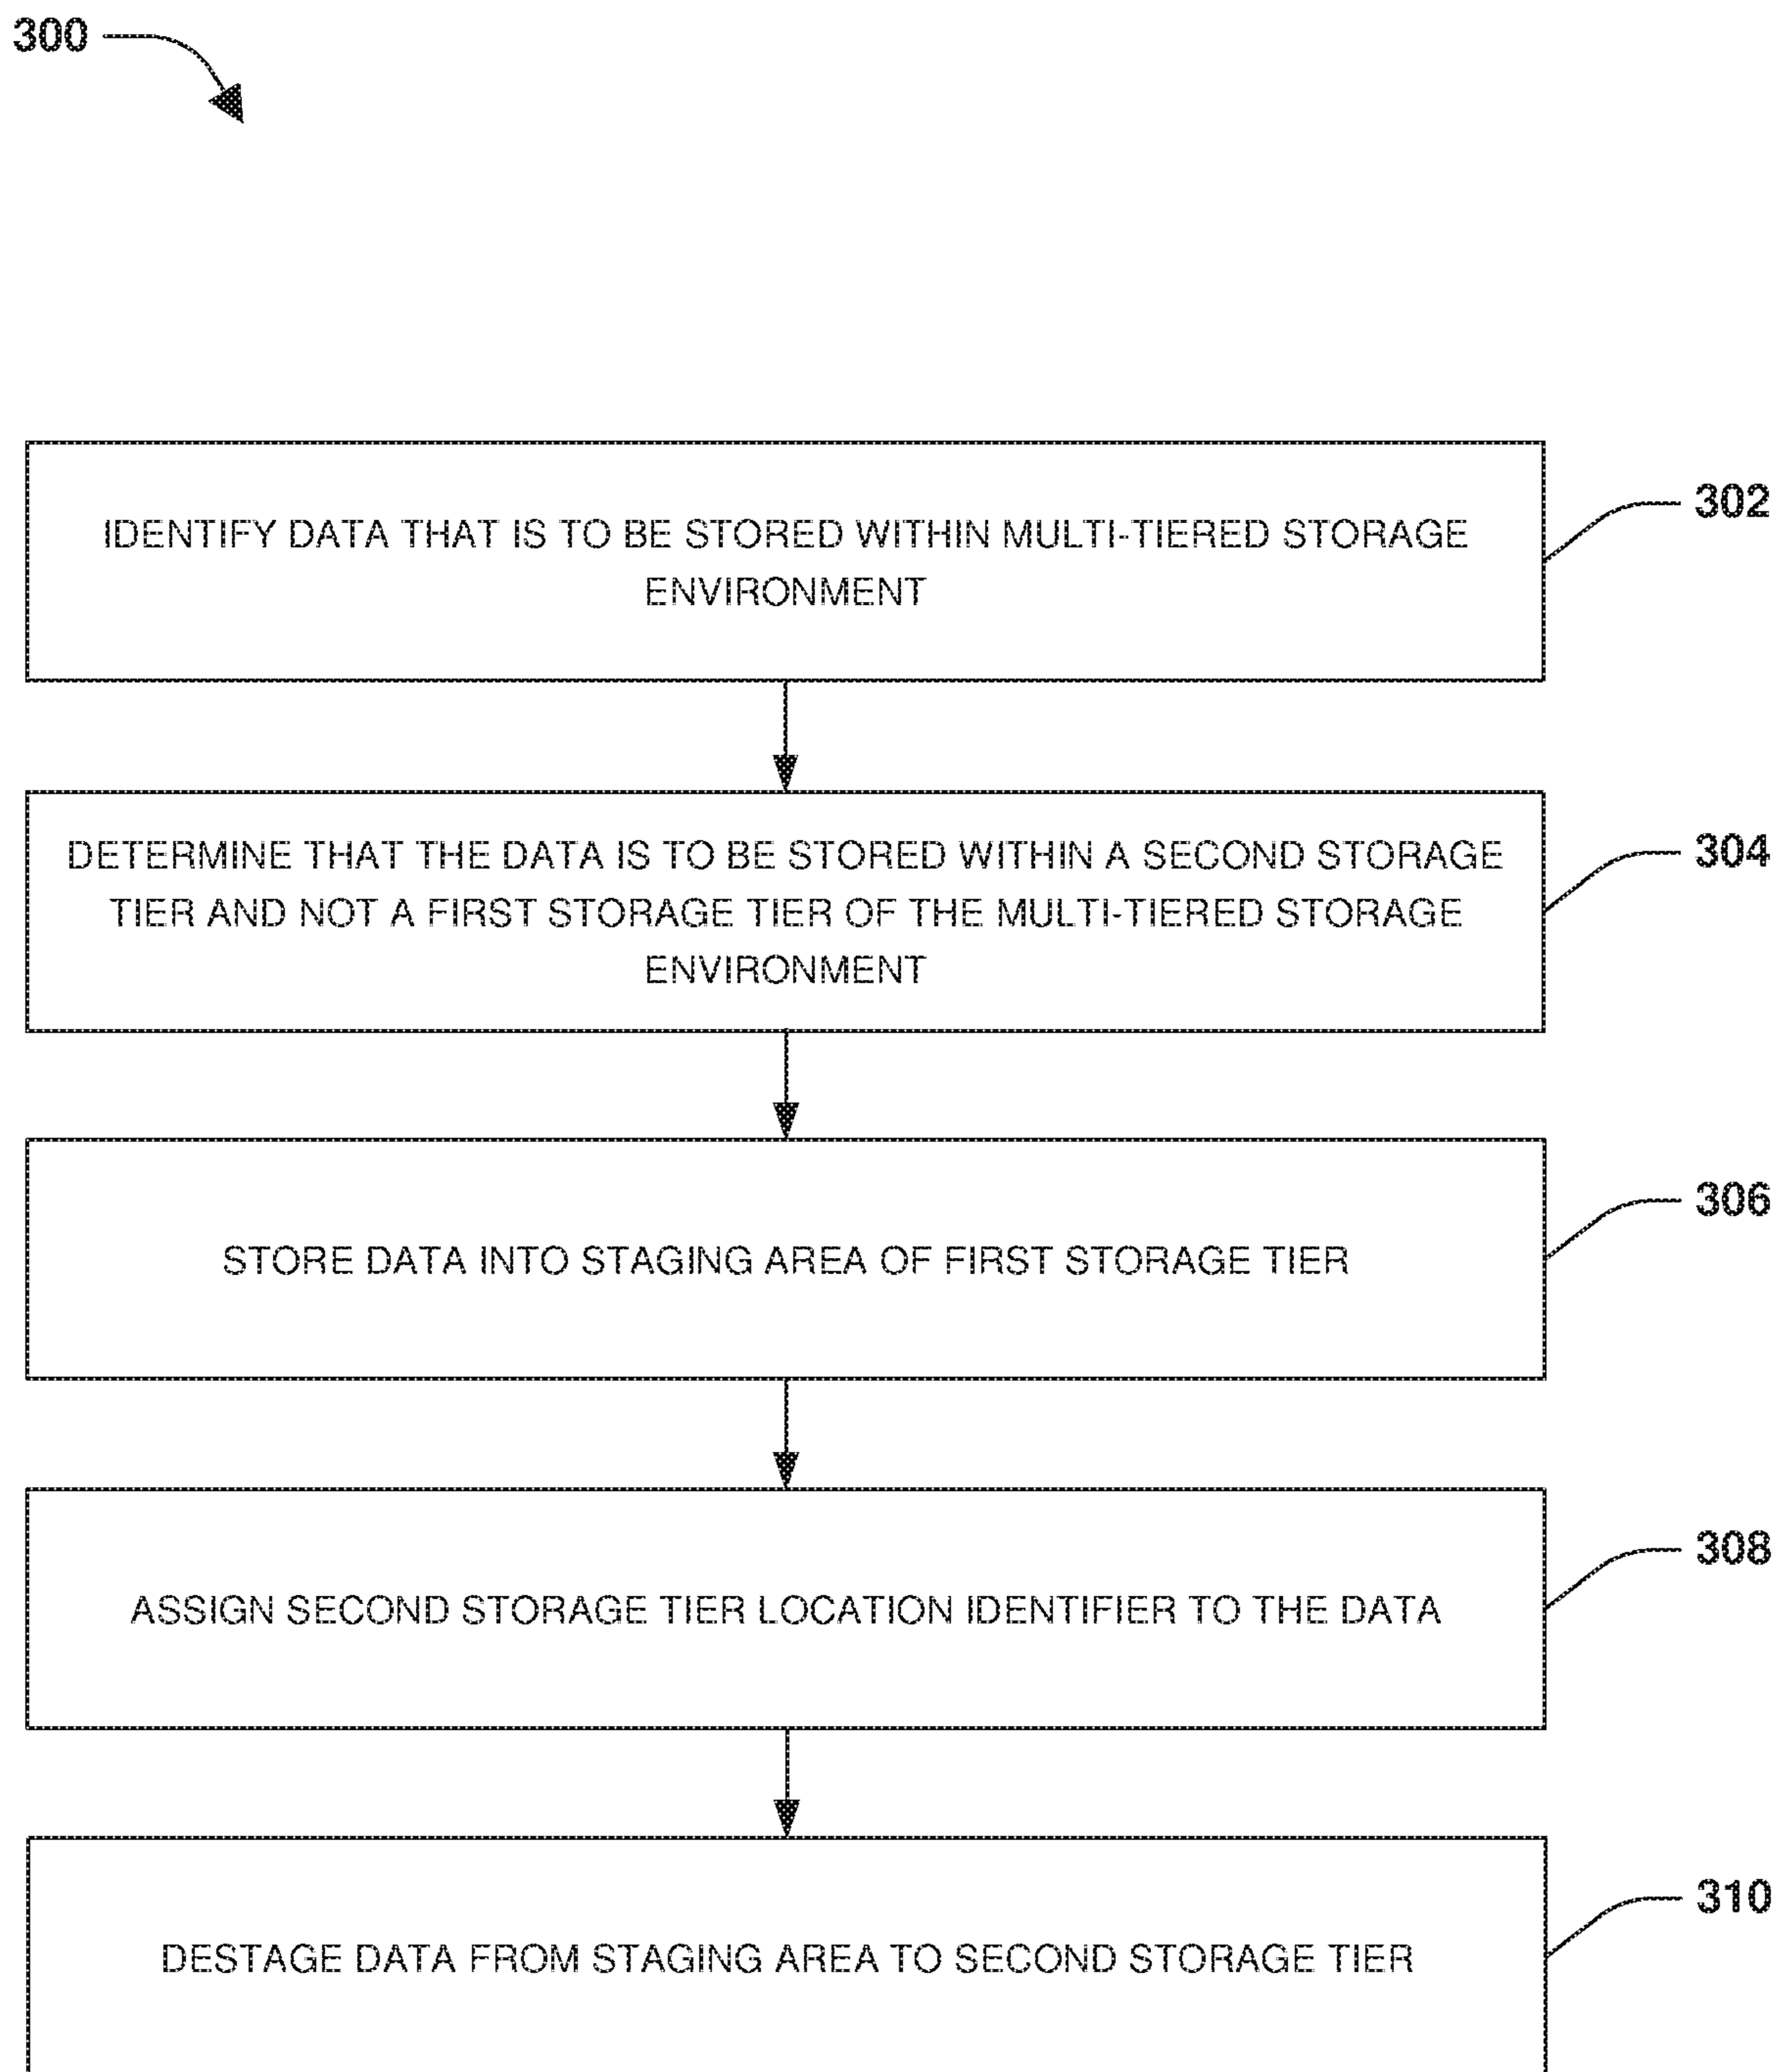 300
IDENTIFY DATA THAT IS TO BE STORED WITHIN MULTI-TIERED STORAGE
ENVIRONMENT
302
DETERMINE THAT THE DATA IS TO BE STORED WITHIN A SECOND STORAGE
TIER AND NOT A FIRST STORAGE TIER OF THE MULTI-TIERED STORAGE
ENVIRONMENT
304
STORE DATA INTO STAGING AREA OF FIRST STORAGE TIER
306
ASSIGN SECOND STORAGE TIER LOCATION IDENTIFIER TO THE DATA
308
DESTAGE DATA FROM STAGING AREA TO SECOND STORAGE TIER
310